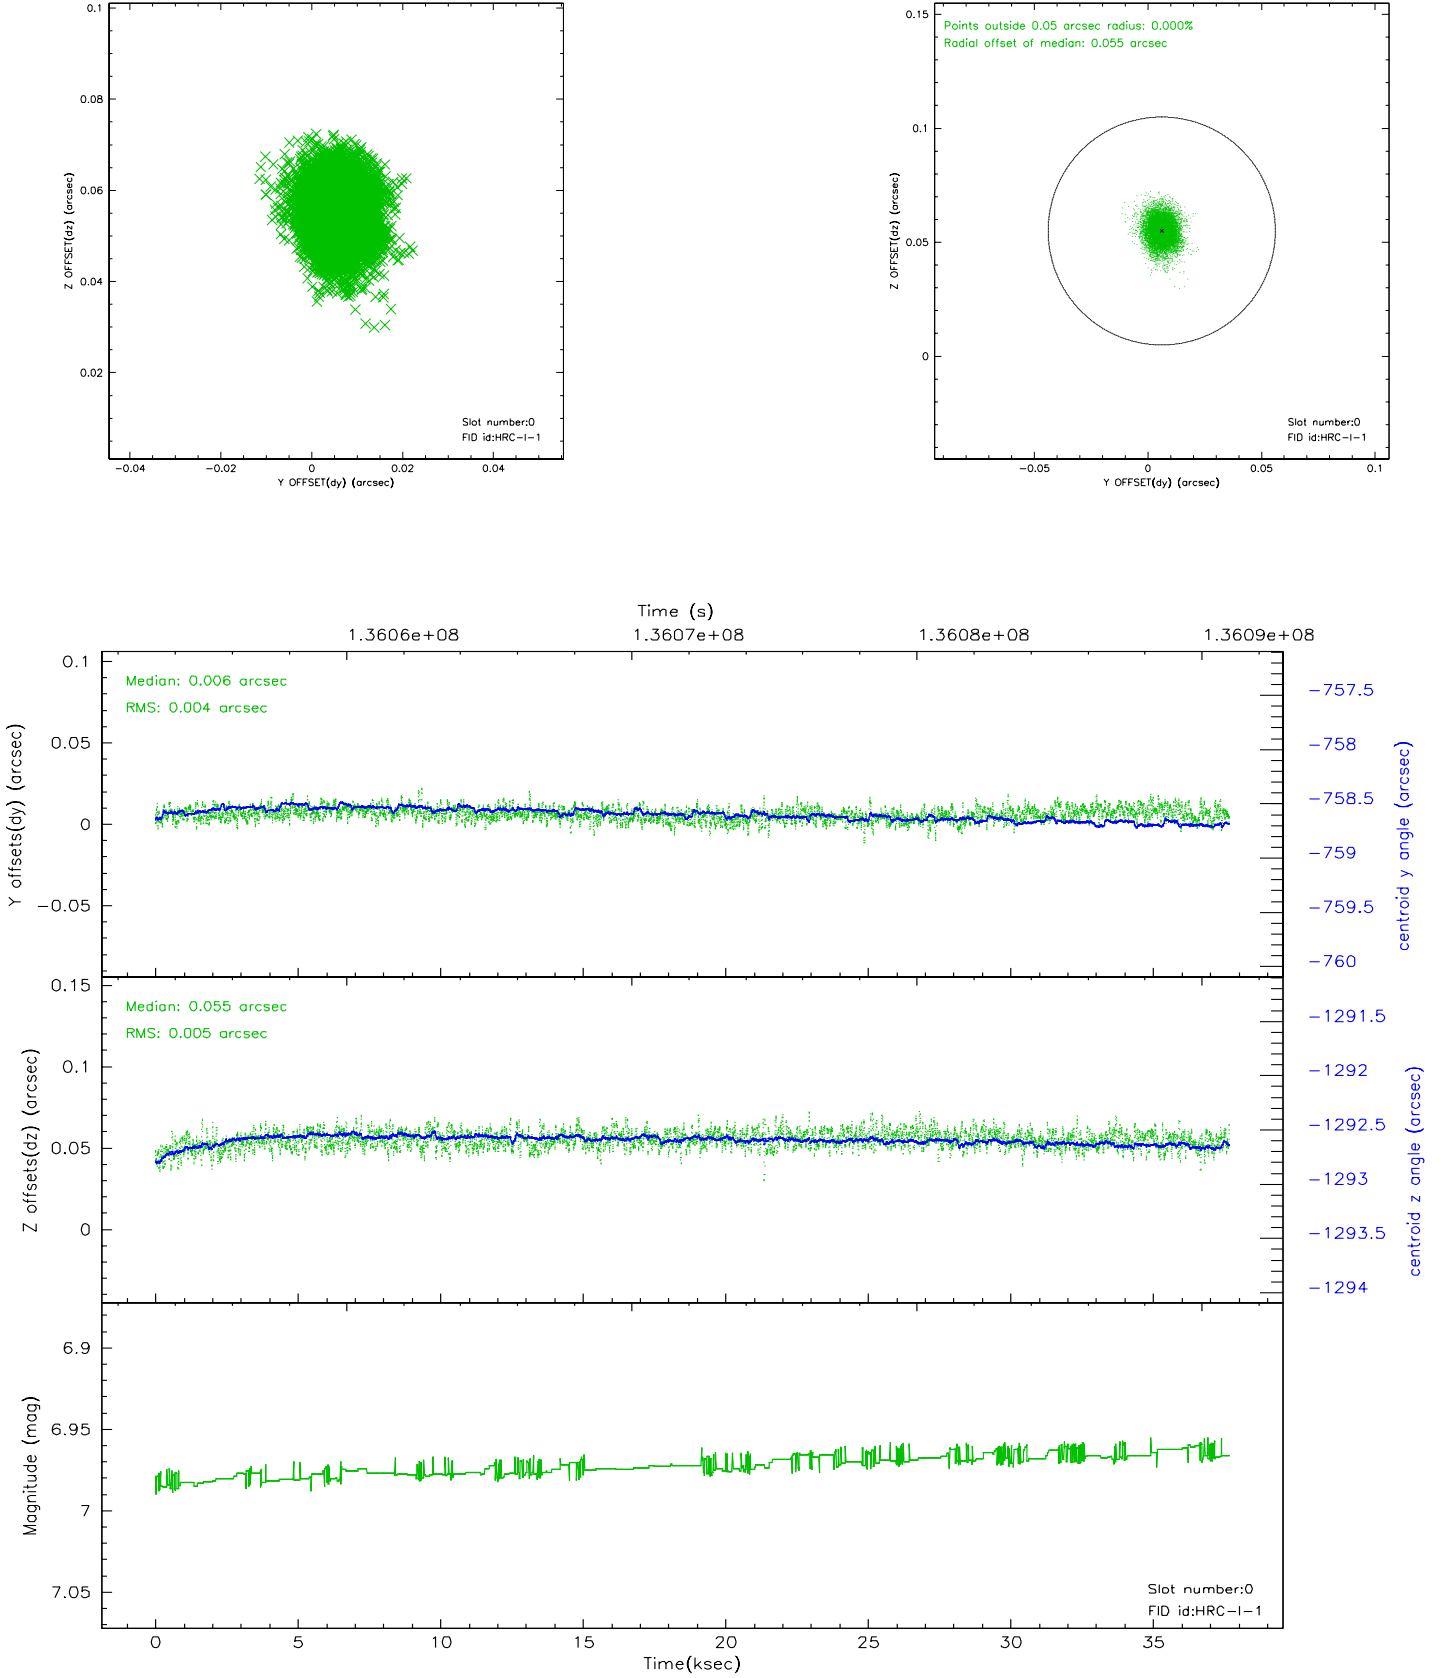 0.1
0.08
0.06
0.04
0.02
Z OFFSET(dz) (arcsec)
Slot number:0
FID id:HRC-I-1
-0.04 -0.02 0 0.02 0.04
Y OFFSET(dy) (arcsec)
Points outside 0.05 arcsec radius: 0.000%
Radial offset of median: 0.055 arcsec
0.15
0.1
0.05
0
Z OFFSET(dz) (arcsec)
Slot number:0
FID id:HRC-I-1
-0.05 0 0.05 0.1
Y OFFSET(dy) (arcsec)
Time (s)
1.3606e+08 1.3607e+08 1.3608e+08 1.3609e+08
Median: 0.006 arcsec
RMS: 0.004 arcsec
0.1
0.05
0
-0.05
Y offsets(dy) (arcsec)
-757.5
-758
-758.5
-759
-759.5
-760
centroid y angle (arcsec)
Median: 0.055 arcsec
RMS: 0.005 arcsec
0.15
0.1
0.05
0
Z offsets(dz) (arcsec)
-1291.5
-1292
-1292.5
-1293
-1293.5
-1294
centroid z angle (arcsec)
6.9
6.95
7
7.05
Magnitude (mag)
Slot number:0
FID id:HRC-I-1
0 5 10 15 20 25 30 35
Time(ksec)